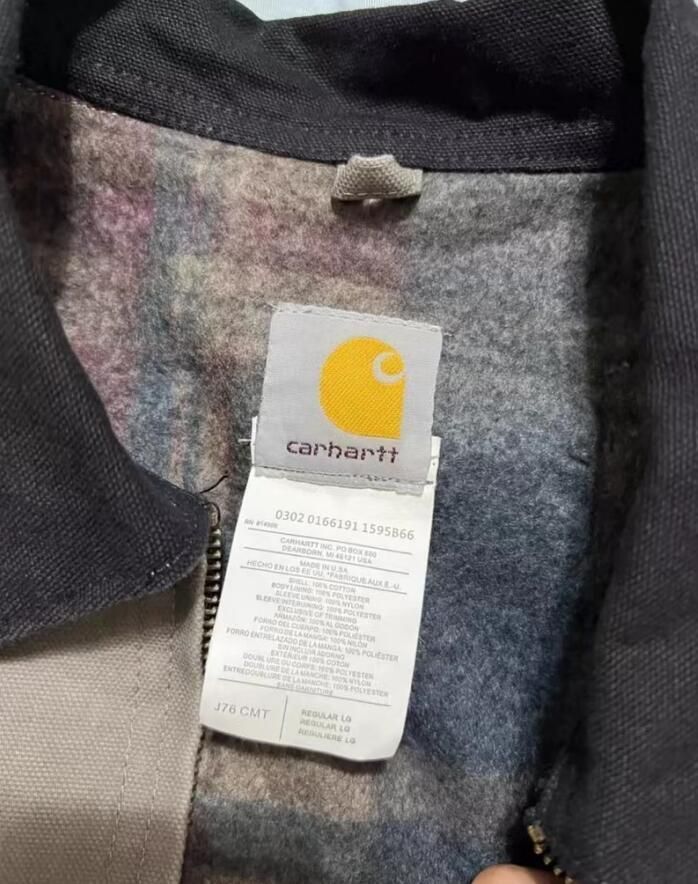 carhartt
0302 0166191 1595B66
RN #14806
CARHARTT INC. PO BOX 600
DEARBORN, MI 48121 USA
MADE IN U.S.A
HECHO EN LOS EE UU, *FABRIQUE AUX E.-U.
SHELL: 100% COTTON
BODY LINING: 100% POLYESTER
SLEEVE LINING: 100% NYLON
SLEEVE INTERLINING: 100% POLYESTER
EXCLUSIVE OF TRIMMING
ARMAZÓN: 100% ALGODÓN
FORRO DEL CUERPO: 100% POLIÉSTER
FORRO DE LA MANGA: 100% NILÓN
FORRO ENTRELAZADO DE LA MANGA: 100% POLIÉSTER
SIN INCLUIR ADORNO
EXTÉRIEUR 100% COTON
DOUBLURE DU CORPS: 100% POLYESTER
DOUBLURE DE LA MANCHE: 100% NYLON
ENTREDOUBLURE DE LA MANCHE: 100% POLYESTER
SANS GARNITURE
J76 CMT
REGULAR LG
REGULAR LG
REGULIERE LG